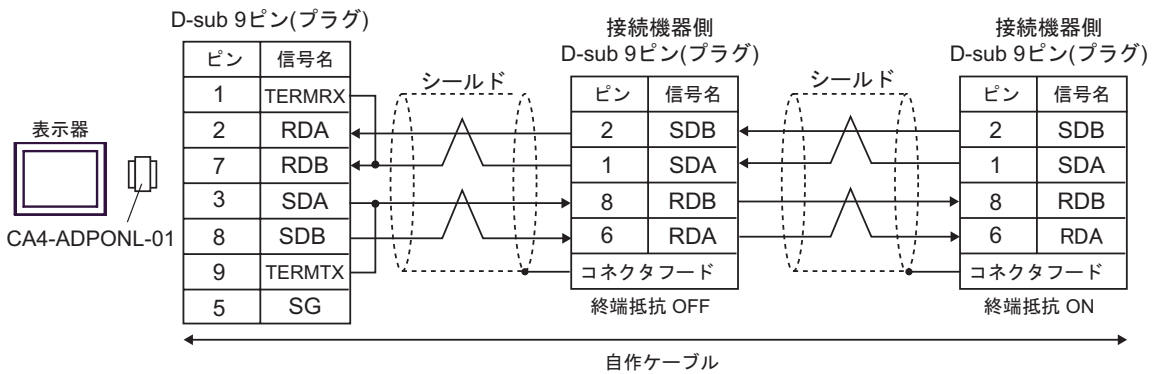 D-sub 9ピン(プラグ)
ピン 信号名
1 TERMRX
2 RDA
7 RDB
3 SDA
8 SDB
9 TERMTX
5 SG
表示器
CA4-ADPONL-01
シールド
接続機器側
D-sub 9ピン(プラグ)
ピン 信号名
2 SDB
1 SDA
8 RDB
6 RDA
コネクタフード
終端抵抗 OFF
シールド
接続機器側
D-sub 9ピン(プラグ)
ピン 信号名
2 SDB
1 SDA
8 RDB
6 RDA
コネクタフード
終端抵抗 ON
自作ケーブル